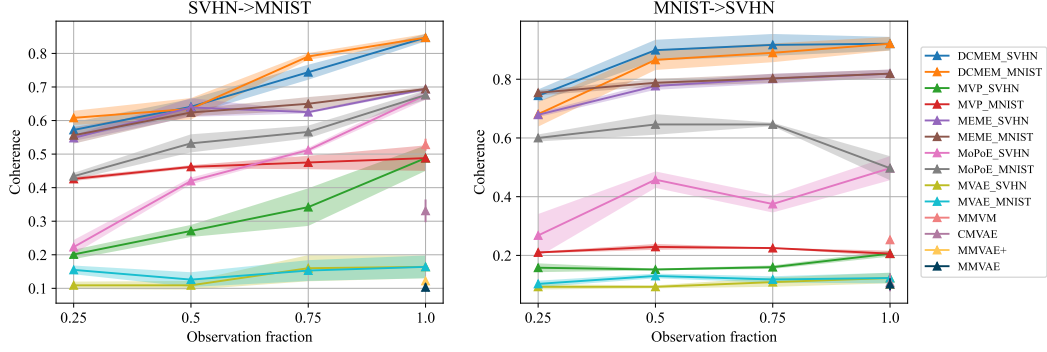 SVHN->MNIST
Coherence
0.8
0.7
0.6
0.5
0.4
0.3
0.2
0.1
0.25
0.5
0.75
1.0
Observation fraction
MNIST->SVHN
Coherence
0.8
0.6
0.4
0.2
0.25
0.5
0.75
1.0
Observation fraction
DCMEM_SVHN
DCMEM_MNIST
MVP_SVHN
MVP_MNIST
MEME_SVHN
MEME_MNIST
MoPoE_SVHN
MoPoE_MNIST
MVAE_SVHN
MVAE_MNIST
MMVM
CMVAE
MMVAE+
MMVAE